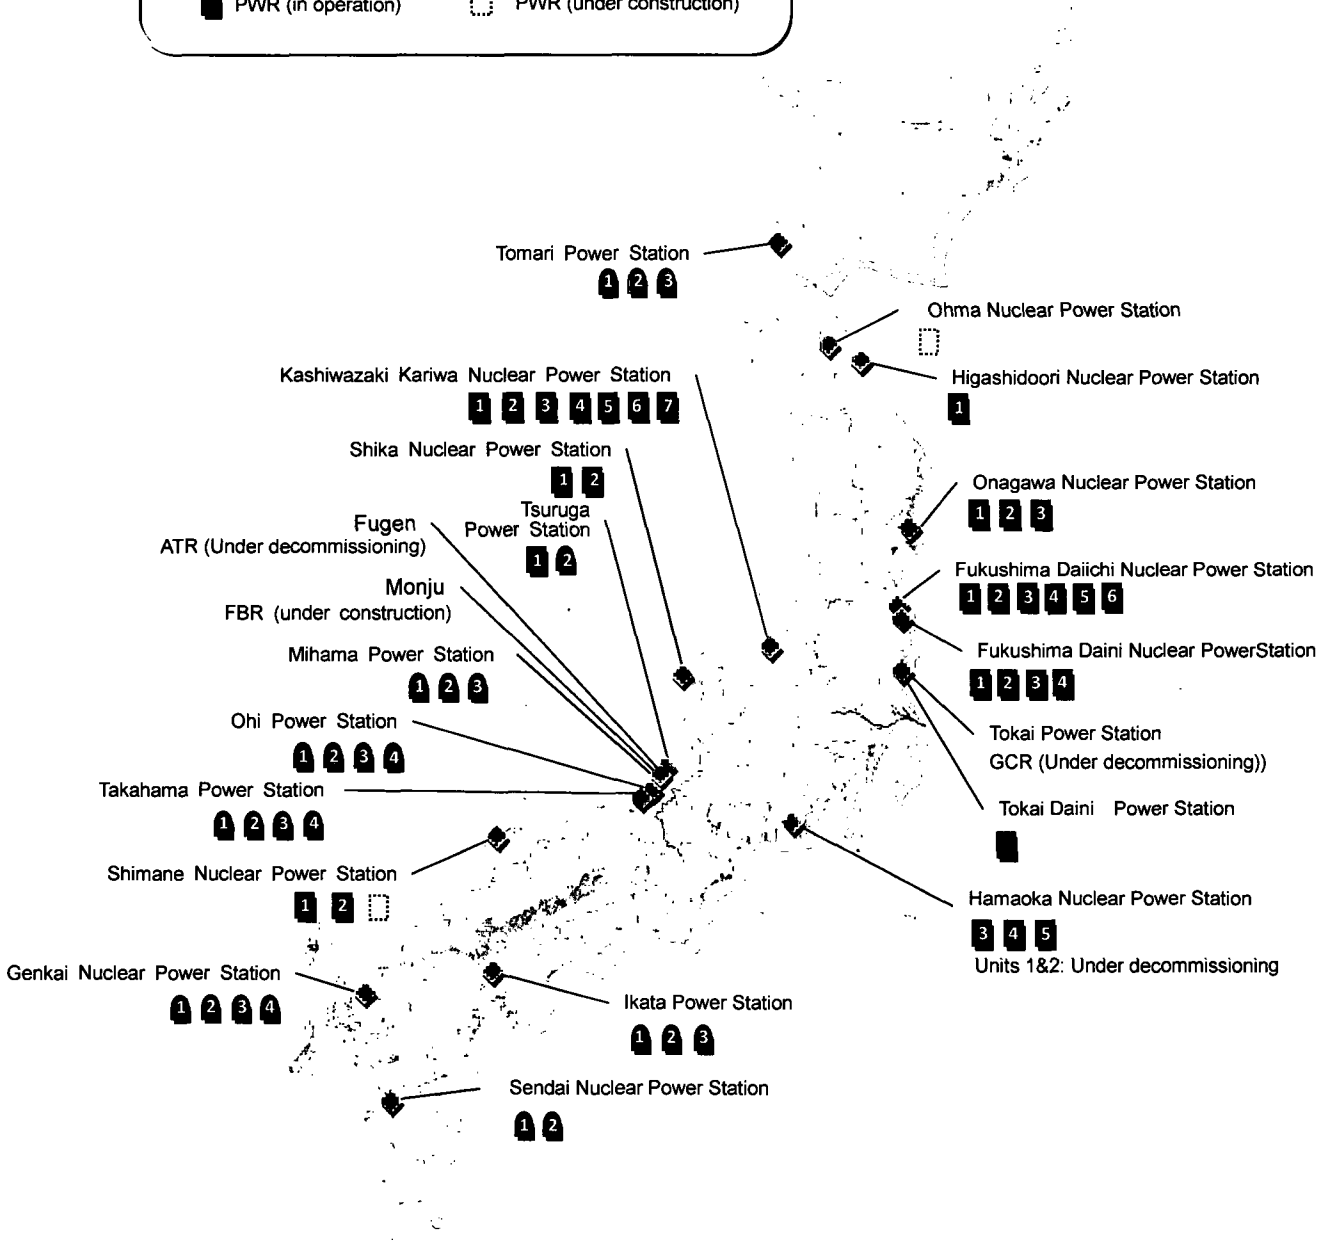 PWR (in operation) PWR (under construction)
Tomari Power Station
1 2 3
Ohma Nuclear Power Station
Higashidoori Nuclear Power Station
1
Kashiwazaki Kariwa Nuclear Power Station
1 2 3 4 5 6 7
Shika Nuclear Power Station
1 2
Tsuruga
Power Station
1 2
Fugen
ATR (Under decommissioning)
Monju
FBR (under construction)
Mihama Power Station
1 2 3
Ohi Power Station
1 2 3 4
Takahama Power Station
1 2 3 4
Shimane Nuclear Power Station
1 2
Genkai Nuclear Power Station
1 2 3 4
Onagawa Nuclear Power Station
1 2 3
Fukushima Daiichi Nuclear Power Station
1 2 3 4 5 6
Fukushima Daini Nuclear PowerStation
1 2 3 4
Tokai Power Station
GCR (Under decommissioning))
Tokai Daini Power Station
Hamaoka Nuclear Power Station
3 4 5
Units 1&2: Under decommissioning
Ikata Power Station
1 2 3
Sendai Nuclear Power Station
1 2